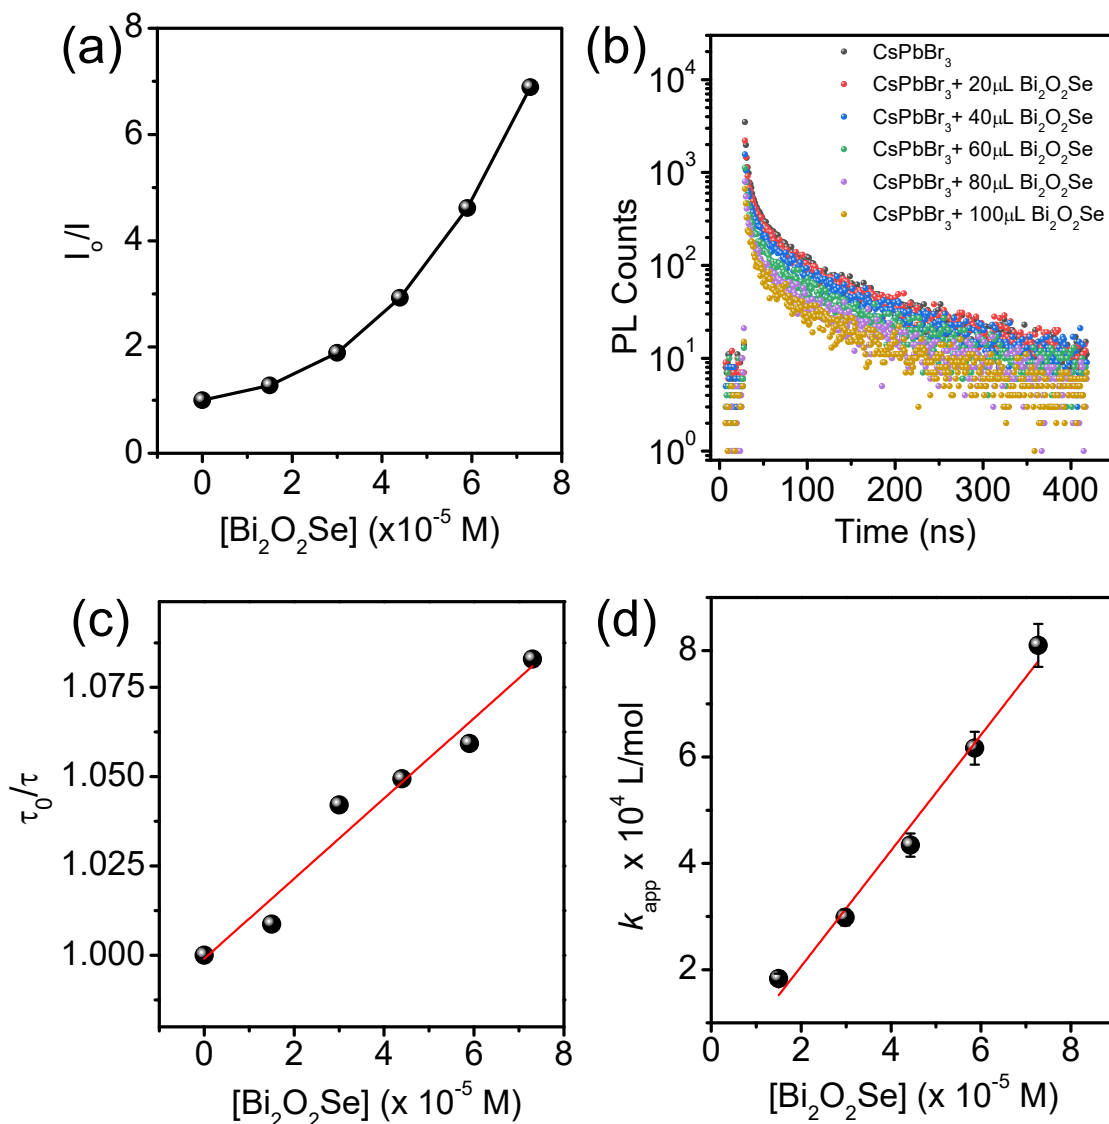 (a)
8
6
4
2
0
I₀/I
0 2 4 6 8
[Bi₂O₂Se] (x10⁻⁵ M)
(b)
CsPbBr₃
CsPbBr₃+ 20μL Bi₂O₂Se
CsPbBr₃+ 40μL Bi₂O₂Se
CsPbBr₃+ 60μL Bi₂O₂Se
CsPbBr₃+ 80μL Bi₂O₂Se
CsPbBr₃+ 100μL Bi₂O₂Se
10⁴
10³
10²
10¹
10⁰
PL Counts
0 100 200 300 400
Time (ns)
(c)
1.075
1.050
1.025
1.000
τ₀/τ
0 2 4 6 8
[Bi₂O₂Se] (x 10⁻⁵ M)
(d)
8
6
4
2
k_app x 10⁴ L/mol
0 2 4 6 8
[Bi₂O₂Se] (x 10⁻⁵ M)